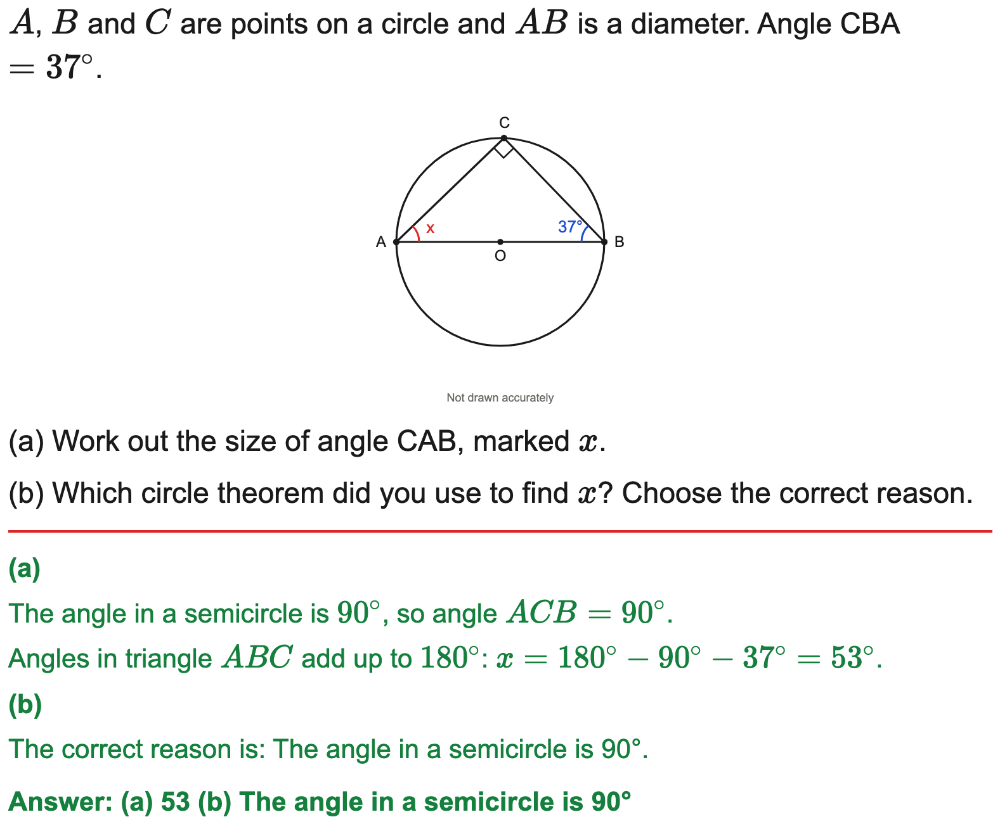 A, B and C are points on a circle and AB is a diameter. Angle CBA
= 37°.
C
x
37°
A
B
O
Not drawn accurately
(a) Work out the size of angle CAB, marked x.
(b) Which circle theorem did you use to find x? Choose the correct reason.
(a)
The angle in a semicircle is 90°, so angle ACB = 90°.
Angles in triangle ABC add up to 180°: x = 180° − 90° − 37° = 53°.
(b)
The correct reason is: The angle in a semicircle is 90°.
Answer: (a) 53 (b) The angle in a semicircle is 90°